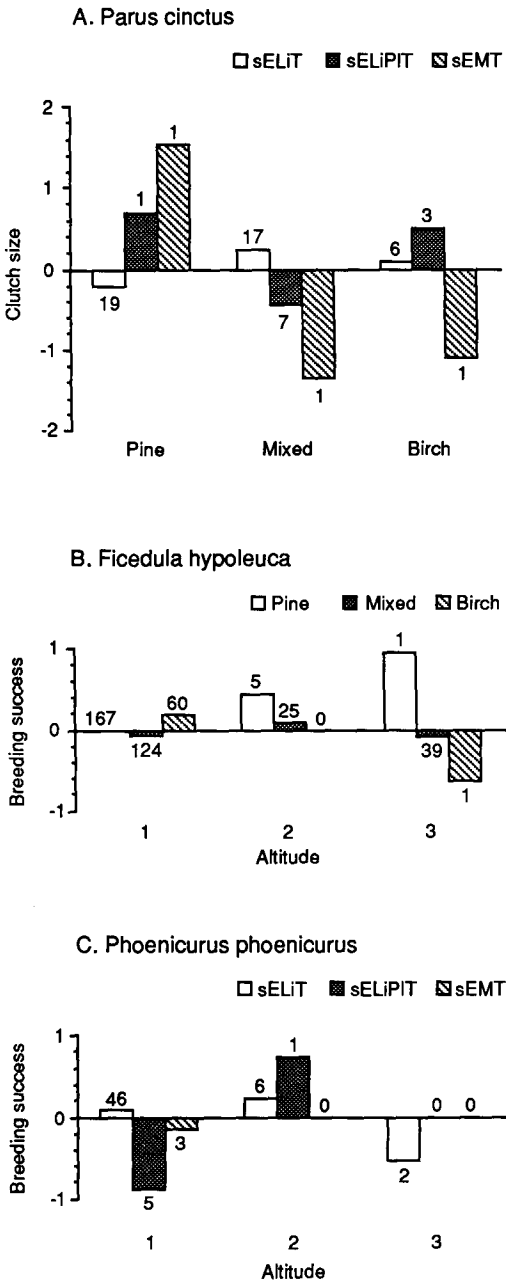 A. Parus cinctus
sELiT sELiPlT sEMT
2
1
0
-1
-2
Clutch size
19 1 1
17 7 1
6 3 1
Pine Mixed Birch
B. Ficedula hypoleuca
Pine Mixed Birch
1
0
-1
Breeding success
167 124 60
5 25 0
1 39 1
1 2 3
Altitude
C. Phoenicurus phoenicurus
sELiT sELiPlT sEMT
1
0
-1
Breeding success
46 5 3
6 1 0
2 0 0
1 2 3
Altitude